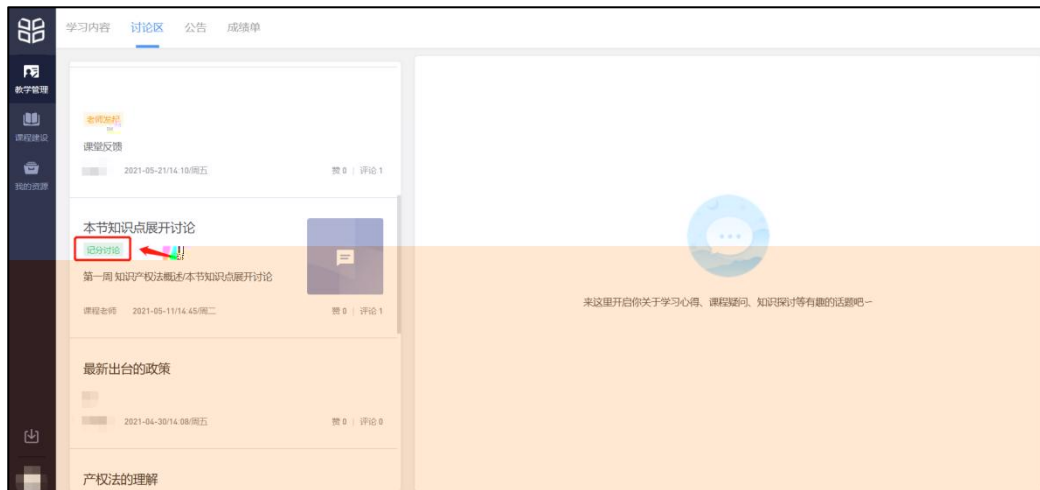 学习内容 讨论区 公告 成绩单
教学管理
课程建设
我的资源
老师发起
课堂反馈
2021-05-21/14:10/周五 赞 0 | 评论 1
本节知识点展开讨论
记分讨论
第一周 知识产权法概述/本节知识点展开讨论
课程老师 2021-05-11/14:45/周二 赞 0 | 评论 1
最新出台的政策
2021-04-30/14:08/周五 赞 0 | 评论 0
产权法的理解
来这里开启你关于学习心得、课程疑问、知识探讨等有趣的话题吧~